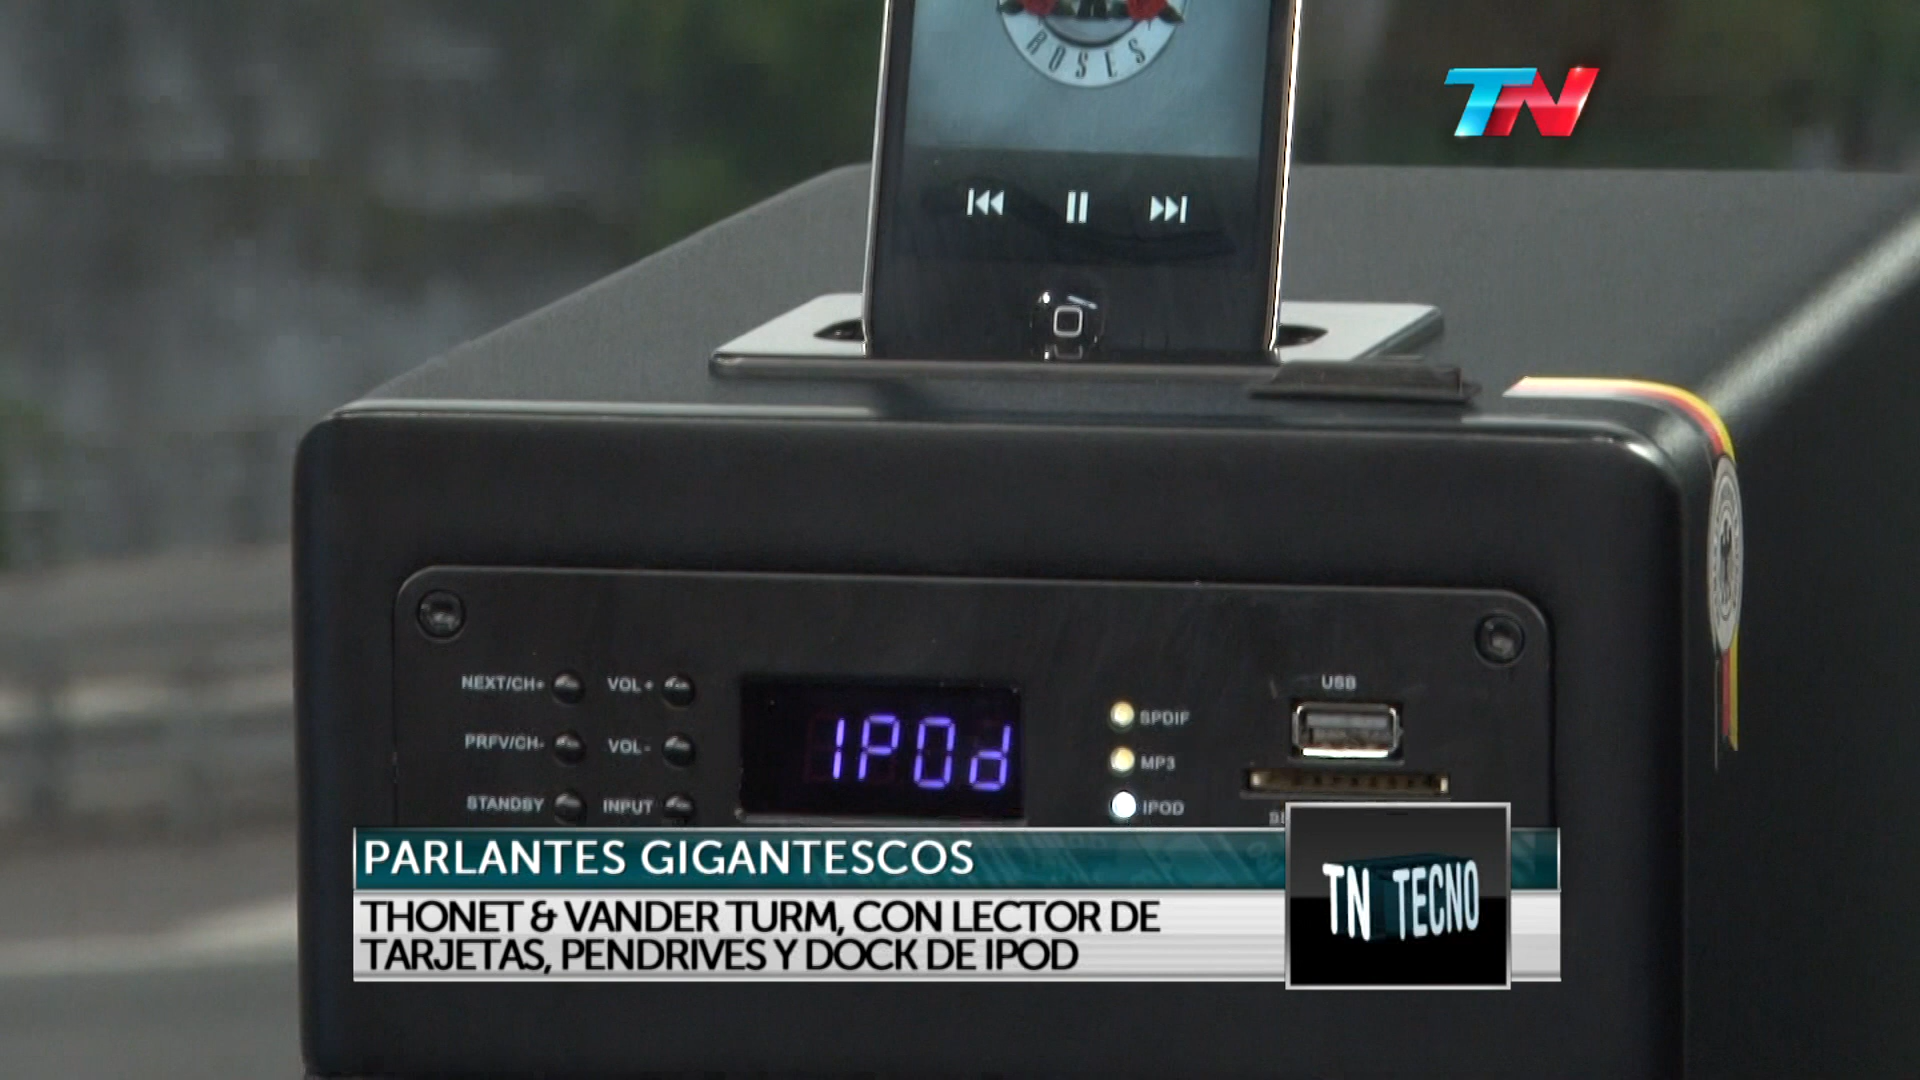 ROSES
TN
NEXT/CH+ VOL+
PREV/CH- VOL-
STANDBY INPUT
IPOd
SPDIF
MP3
IPOD
USB
PARLANTES GIGANTESCOS
THONET & VANDER TURM, CON LECTOR DE
TARJETAS, PENDRIVES Y DOCK DE IPOD
TN TECNO